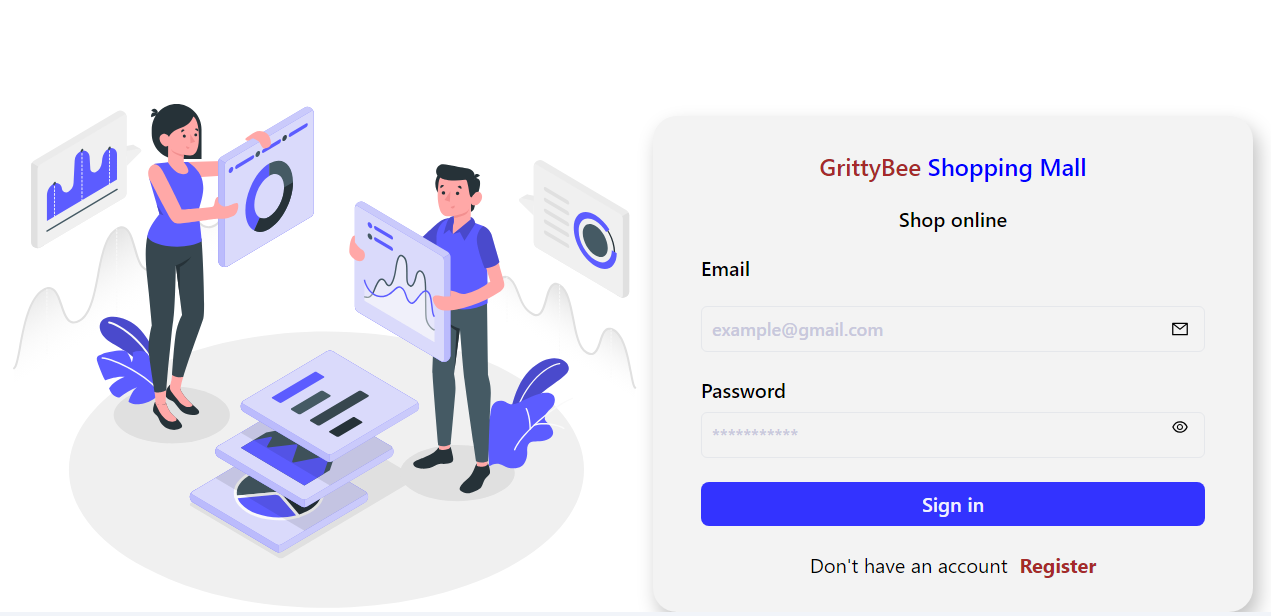 GrittyBee Shopping Mall
Shop online
Email
example@gmail.com
Password
***********
Sign in
Don't have an account Register